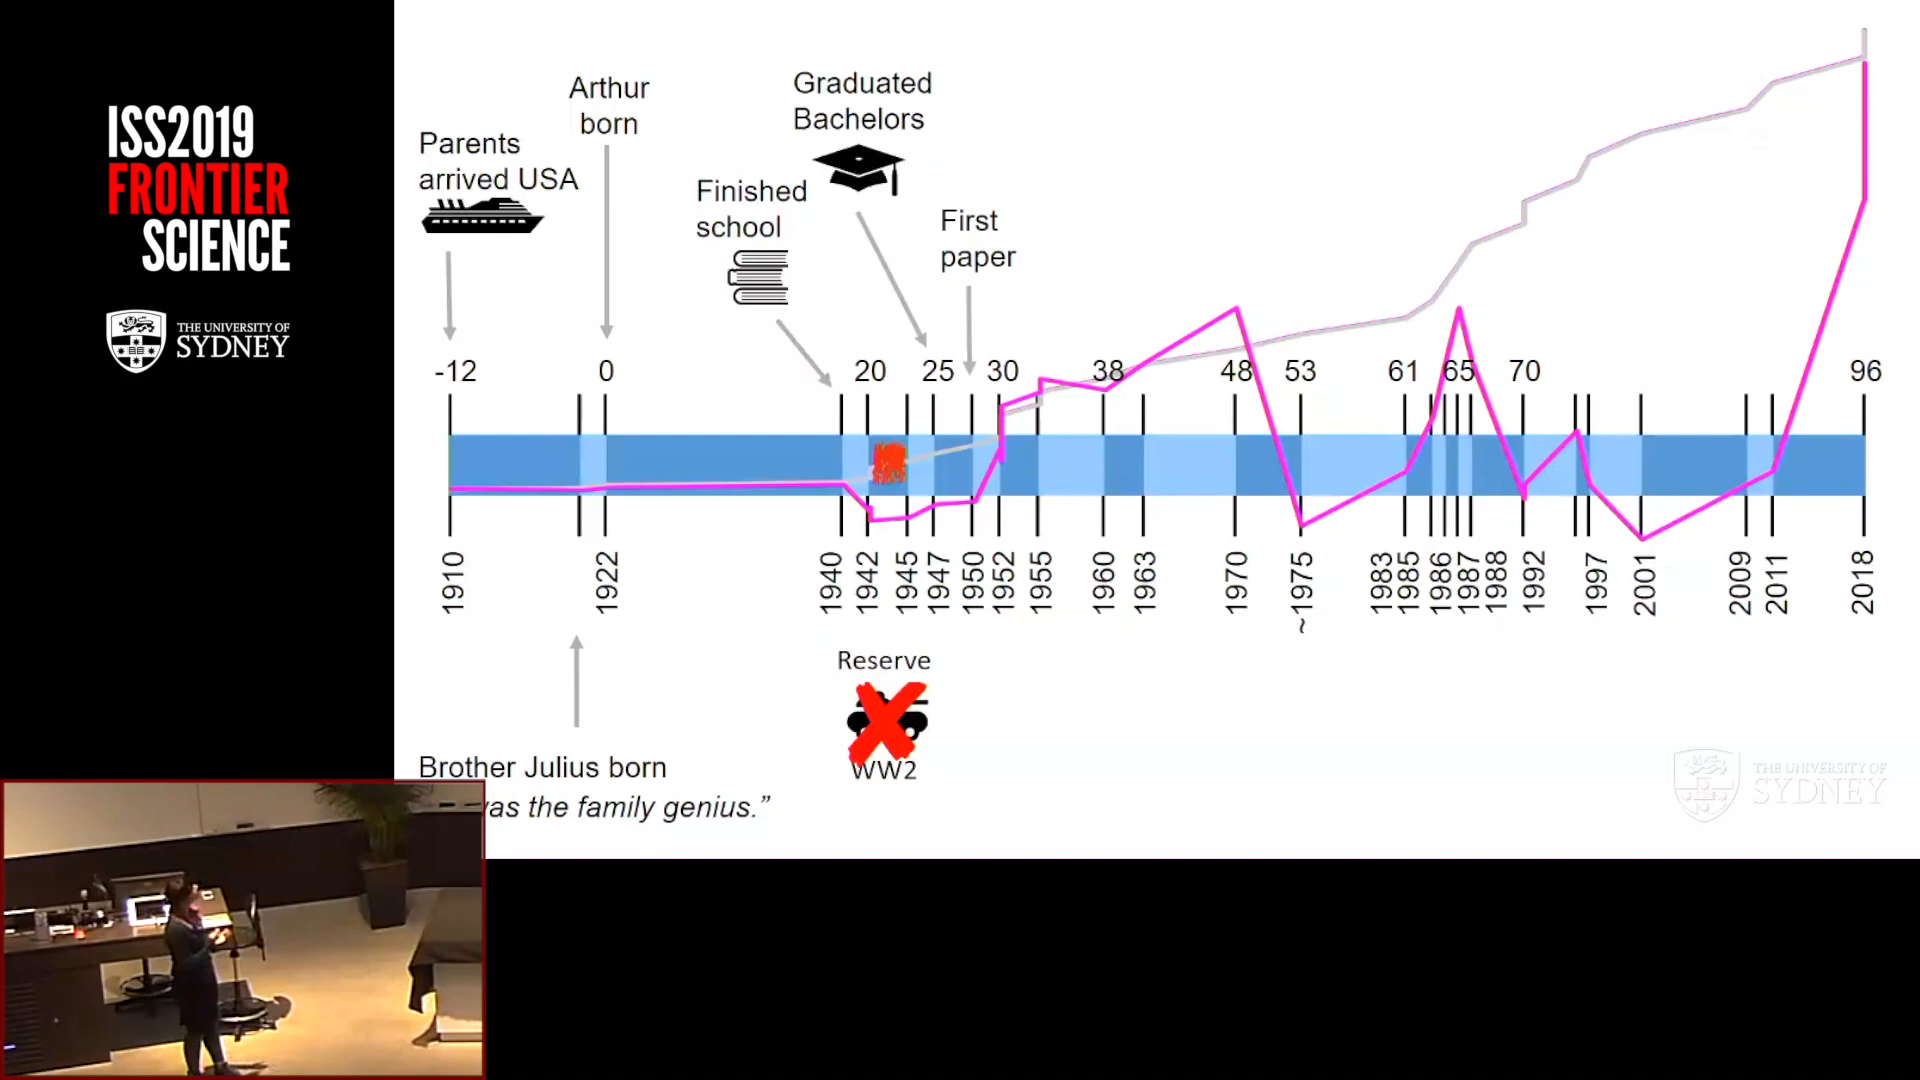 ISS2019
FRONTIER
SCIENCE
THE UNIVERSITY OF
SYDNEY
Parents
arrived USA
Arthur
born
Finished
school
Graduated
Bachelors
First
paper
-12 0 20 25 30 38 48 53 61 65 70 96
1910 1922 1940 1942 1945 1947 1950 1952 1955 1960 1963 1970 ~1975 1983 1985 1986 1987 1988 1992 1997 2001 2009 2011 2018
Reserve
WW2
Brother Julius born
was the family genius.”
THE UNIVERSITY OF
SYDNEY